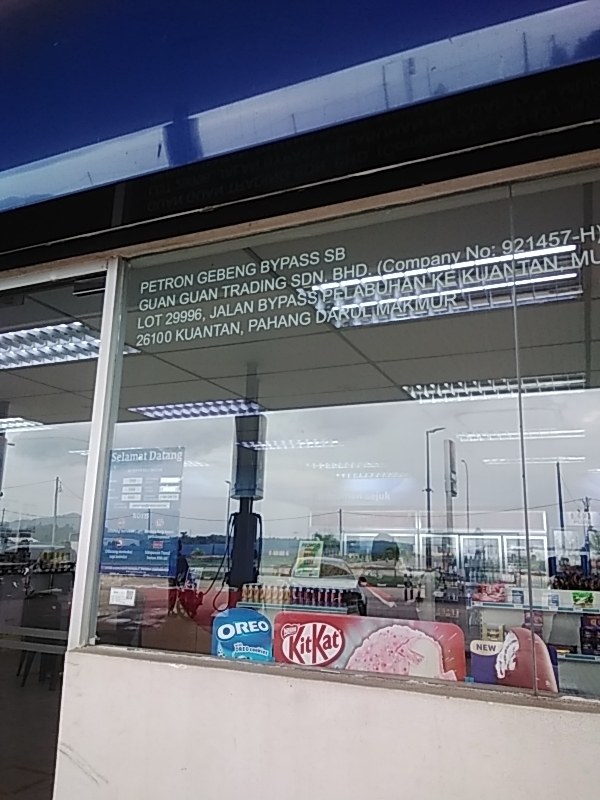 PETRON GEBENG BYPASS SB
GUAN GUAN TRADING SDN. BHD. (Company No: 921457-H)
LOT 29996, JALAN BYPASS PELABUHAN KE KUANTAN, MU
26100 KUANTAN, PAHANG DARUL MAKMUR
Selamat Datang
OREO
Nestlé
KitKat
NEW